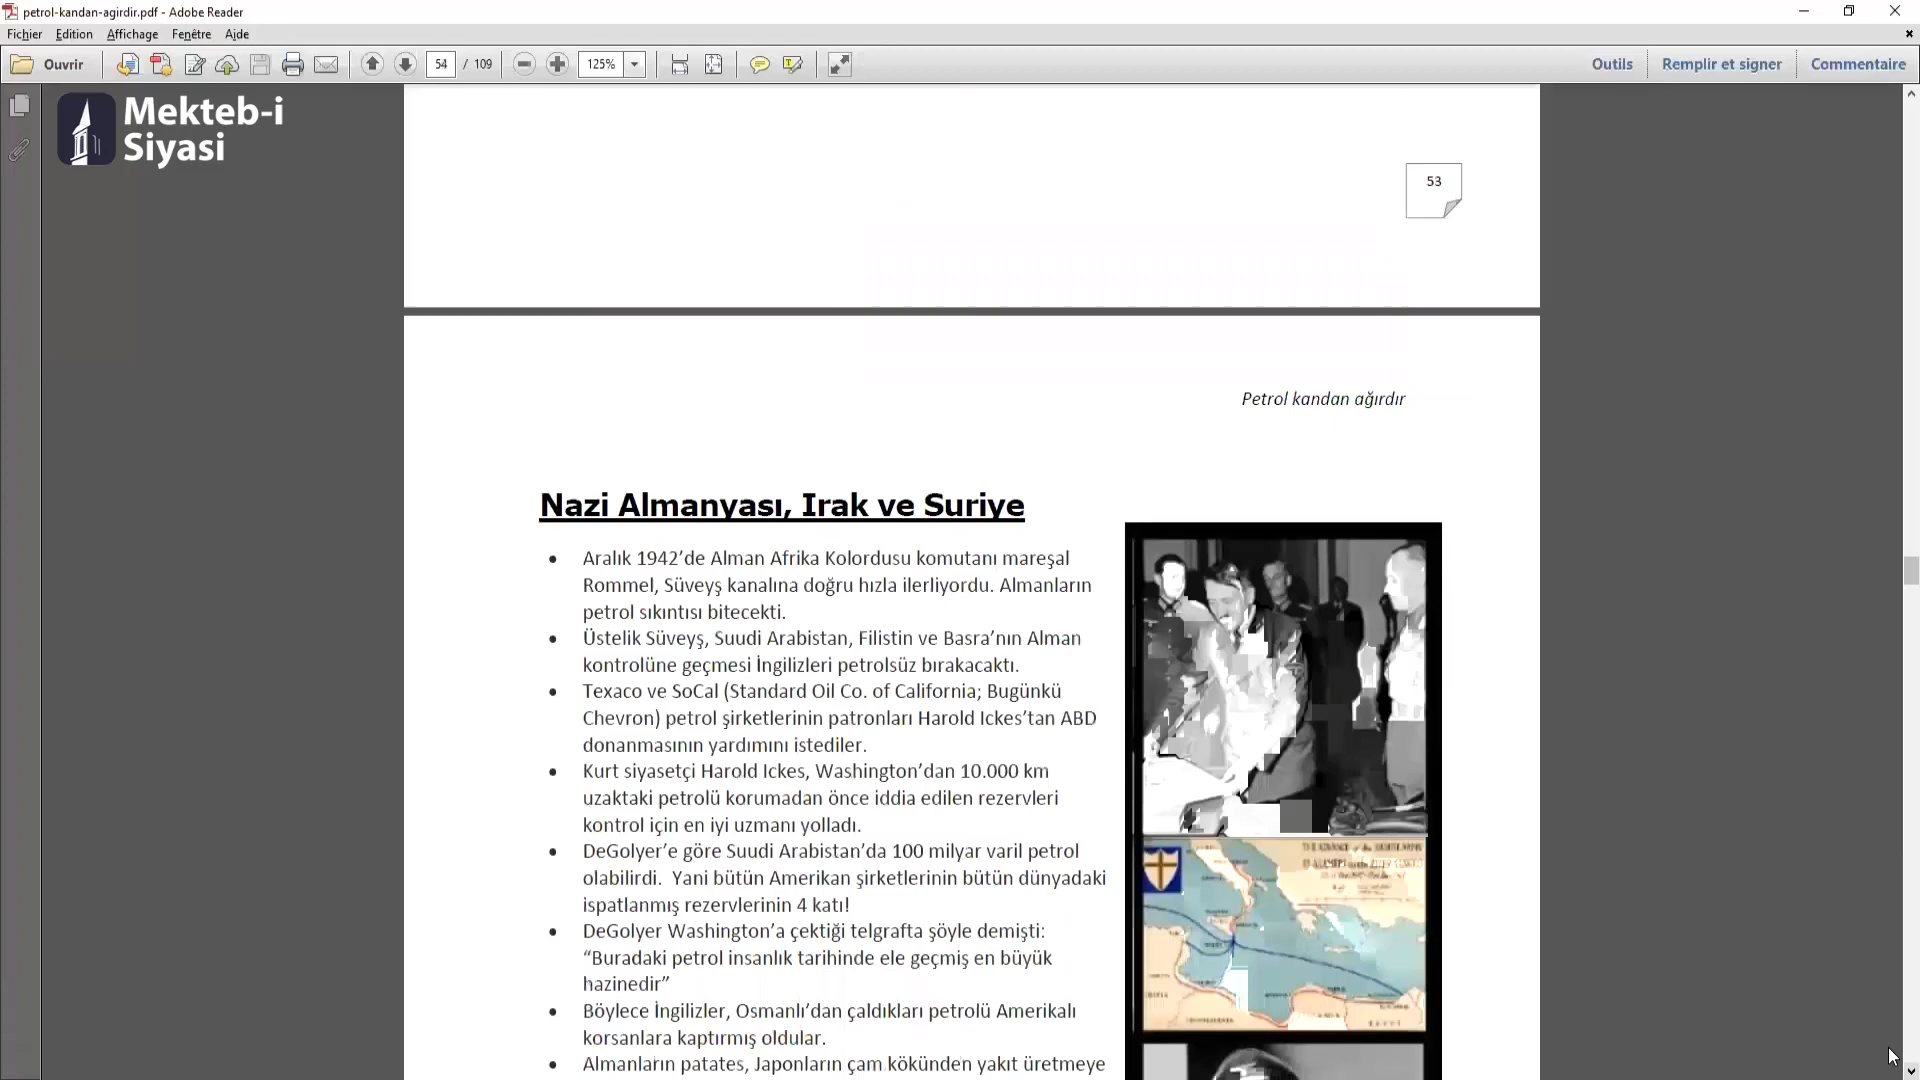 petrol-kandan-agirdir.pdf - Adobe Reader
Fichier Edition Affichage Fenêtre Aide
Ouvrir 54 / 109 125% Outils Remplir et signer Commentaire
Mekteb-i
Siyasi
53
Petrol kandan ağırdır
Nazi Almanyası, Irak ve Suriye
• Aralık 1942’de Alman Afrika Kolordusu komutanı mareşal
Rommel, Süveyş kanalına doğru hızla ilerliyordu. Almanların
petrol sıkıntısı bitecekti.
• Üstelik Süveyş, Suudi Arabistan, Filistin ve Basra’nın Alman
kontrolüne geçmesi İngilizleri petrolsüz bırakacaktı.
• Texaco ve SoCal (Standard Oil Co. of California; Bugünkü
Chevron) petrol şirketlerinin patronları Harold Ickes’tan ABD
donanmasının yardımını istediler.
• Kurt siyasetçi Harold Ickes, Washington’dan 10.000 km
uzaktaki petrolü korumadan önce iddia edilen rezervleri
kontrol için en iyi uzmanı yolladı.
• DeGolyer’e göre Suudi Arabistan’da 100 milyar varil petrol
olabilirdi. Yani bütün Amerikan şirketlerinin bütün dünyadaki
ispatlanmış rezervlerinin 4 katı!
• DeGolyer Washington’a çektiği telgrafta şöyle demişti:
“Buradaki petrol insanlık tarihinde ele geçmiş en büyük
hazinedir”
• Böylece İngilizler, Osmanlı’dan çaldıkları petrolü Amerikalı
korsanlara kaptırmış oldular.
• Almanların patates, Japonların çam kökünden yakıt üretmeye